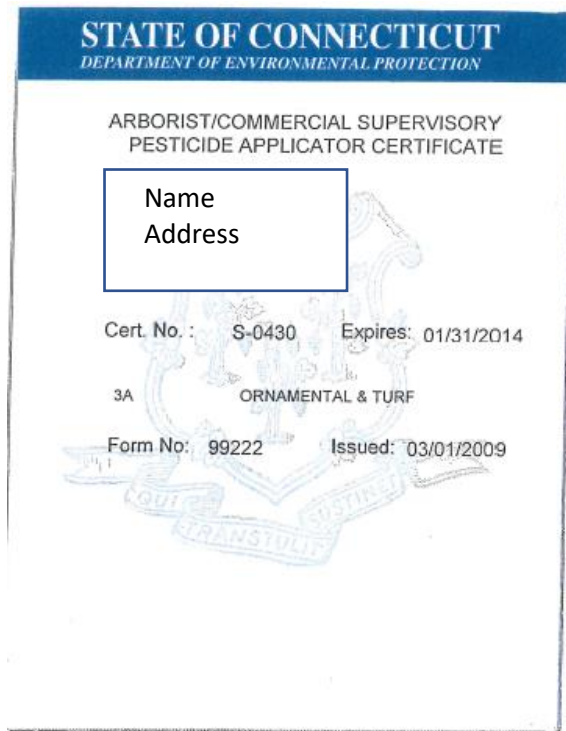 STATE OF CONNECTICUT
DEPARTMENT OF ENVIRONMENTAL PROTECTION
ARBORIST/COMMERCIAL SUPERVISORY
PESTICIDE APPLICATOR CERTIFICATE
Name
Address
Cert. No. : S-0430 Expires: 01/31/2014
3A ORNAMENTAL & TURF
Form No: 99222 Issued: 03/01/2009
QUI
TRANSTULIT
SUSTINET